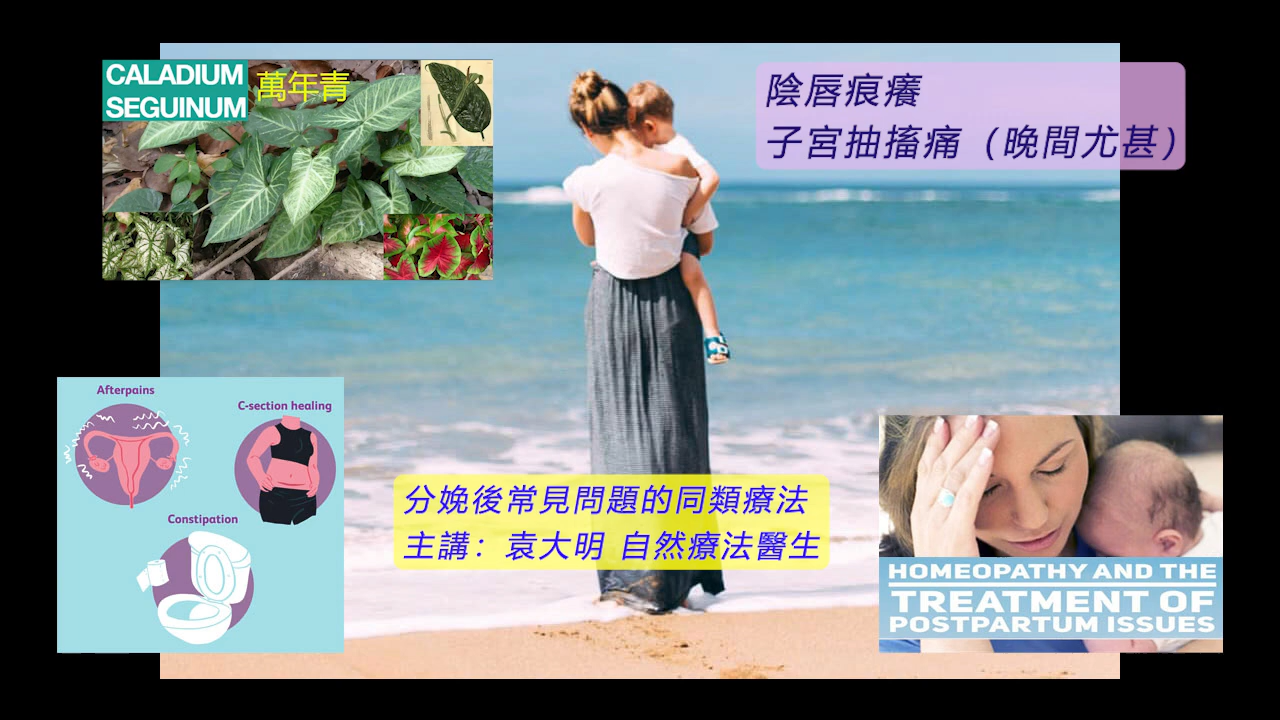 CALADIUM
SEGUINUM
萬年青
陰唇痕癢
子宮抽搐痛（晚間尤甚）
Afterpains
C-section healing
Constipation
分娩後常見問題的同類療法
主講：袁大明 自然療法醫生
HOMEOPATHY AND THE
TREATMENT OF
POSTPARTUM ISSUES